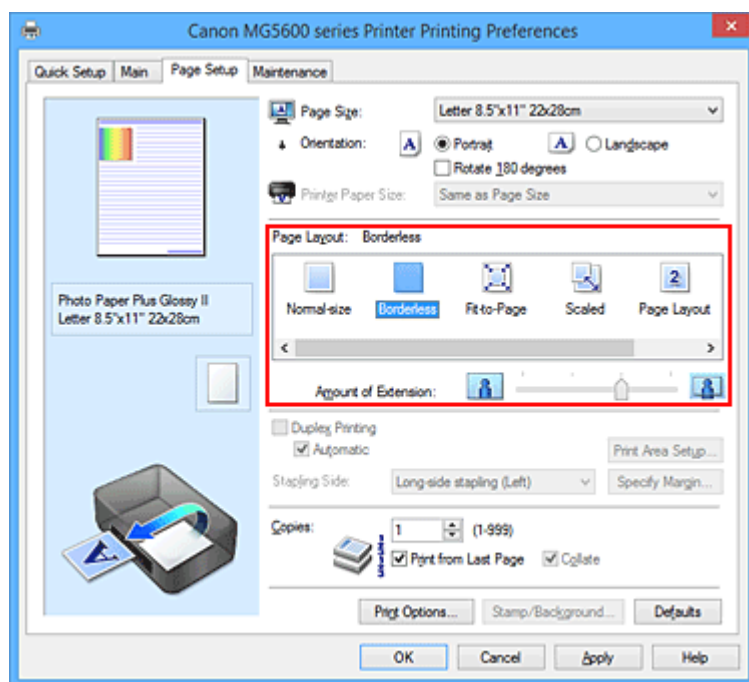 Canon MG5600 series Printer Printing Preferences
Quick Setup Main Page Setup Maintenance
Page Size: Letter 8.5"x11" 22x28cm
Orientation: A Portrait A Landscape
Rotate 180 degrees
Printer Paper Size: Same as Page Size
Page Layout: Borderless
2
Normal-size Borderless Fit-to-Page Scaled Page Layout
Photo Paper Plus Glossy II
Letter 8.5"x11" 22x28cm
Amount of Extension:
Duplex Printing
Automatic
Print Area Setup...
Stapling Side: Long-side stapling (Left) Specify Margin...
Copies: 1 (1-999)
Print from Last Page Collate
A
Print Options... Stamp/Background... Defaults
OK Cancel Apply Help